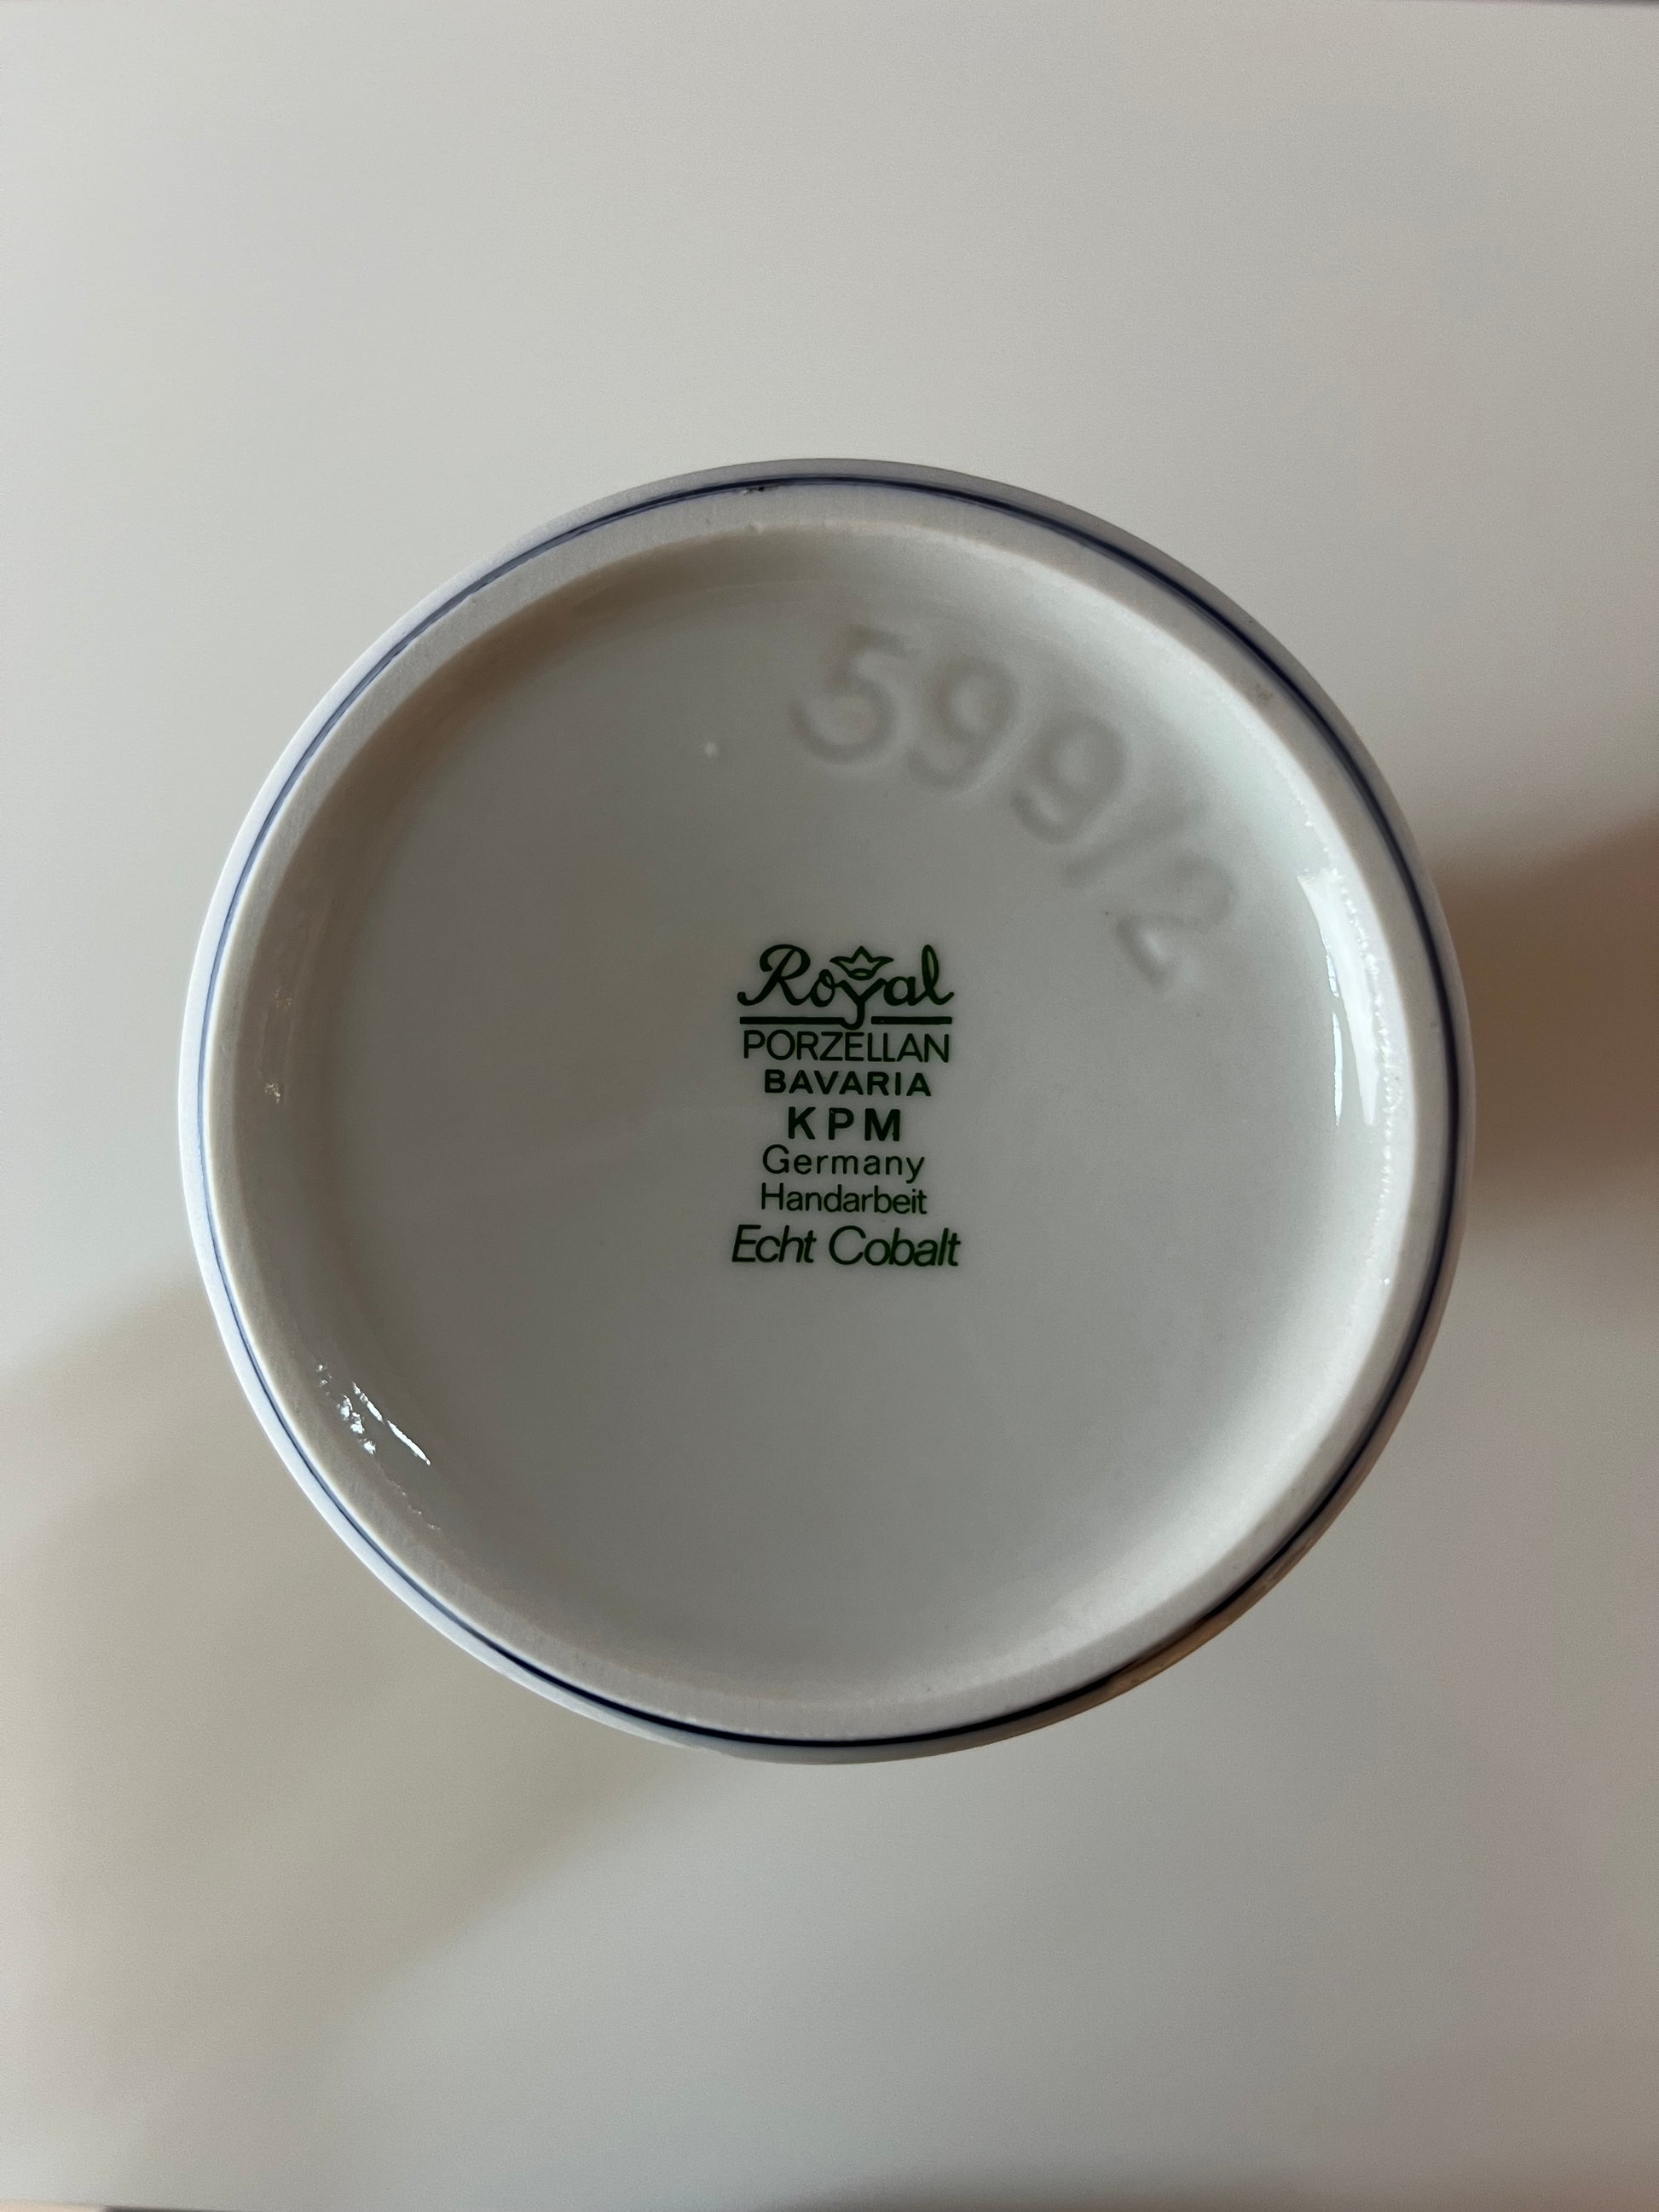 599/2
Royal
PORZELLAN
BAVARIA
KPM
Germany
Handarbeit
Echt Cobalt